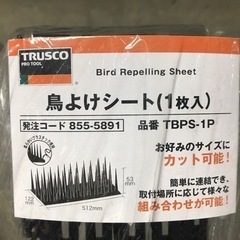 TRUSCO
PRO TOOL
Bird Repelling Sheet
鳥よけシート(1枚入)
発注コード 855-5891
品番 TBPS-1P
お好みのサイズに
カット可能!
簡単に連結でき、
取付場所に応じて様々な
組み合わせが可能!
53
mm
122
mm
512mm